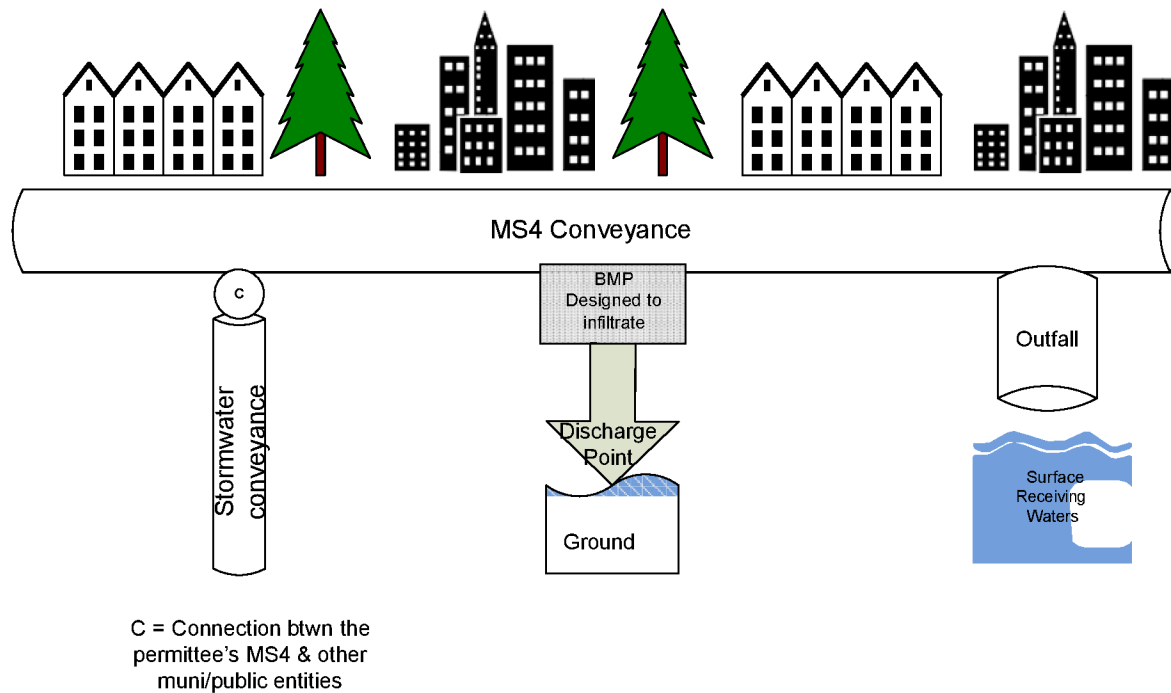 MS4 Conveyance
C
Stormwater
conveyance
BMP
Designed to
infiltrate
Discharge
Point
Ground
Outfall
Surface
Receiving
Waters
C = Connection btwn the
permittee's MS4 & other
muni/public entities